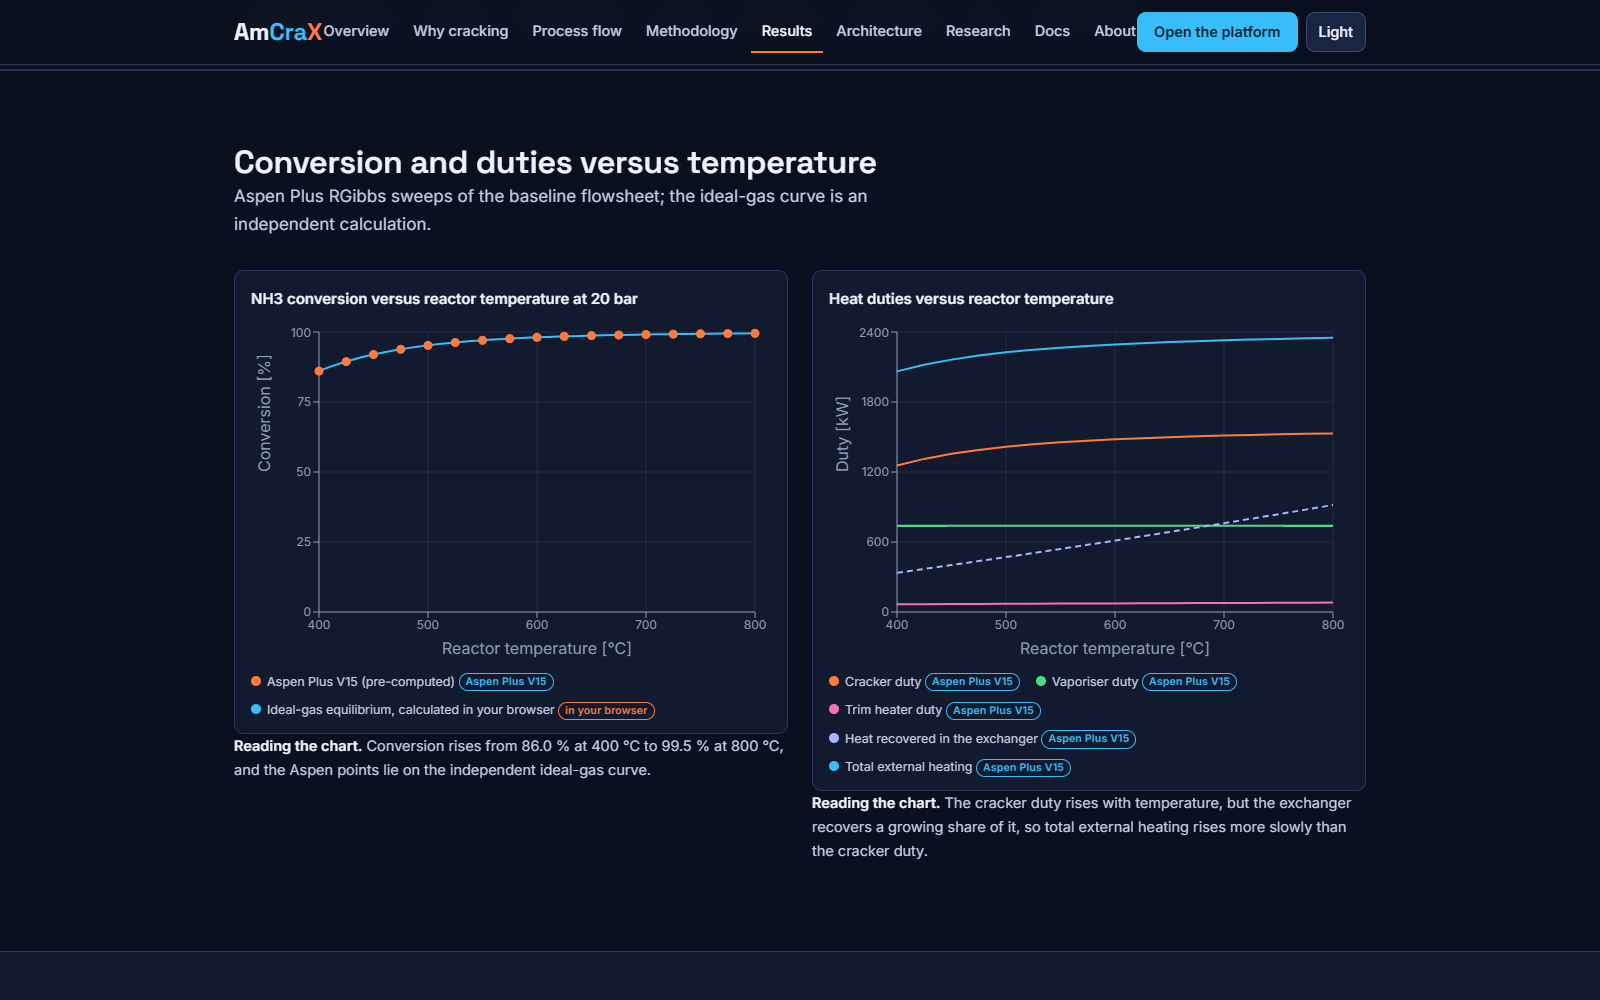 AmCraX Overview Why cracking Process flow Methodology Results Architecture Research Docs About Open the platform Light
Conversion and duties versus temperature
Aspen Plus RGibbs sweeps of the baseline flowsheet; the ideal-gas curve is an
independent calculation.
NH3 conversion versus reactor temperature at 20 bar
Conversion [%]
100
75
50
25
0
400 500 600 700 800
Reactor temperature [°C]
Aspen Plus V15 (pre-computed) Aspen Plus V15
Ideal-gas equilibrium, calculated in your browser in your browser
Reading the chart. Conversion rises from 86.0 % at 400 °C to 99.5 % at 800 °C,
and the Aspen points lie on the independent ideal-gas curve.
Heat duties versus reactor temperature
Duty [kW]
2400
1800
1200
600
0
400 500 600 700 800
Reactor temperature [°C]
Cracker duty Aspen Plus V15 Vaporiser duty Aspen Plus V15
Trim heater duty Aspen Plus V15
Heat recovered in the exchanger Aspen Plus V15
Total external heating Aspen Plus V15
Reading the chart. The cracker duty rises with temperature, but the exchanger
recovers a growing share of it, so total external heating rises more slowly than
the cracker duty.